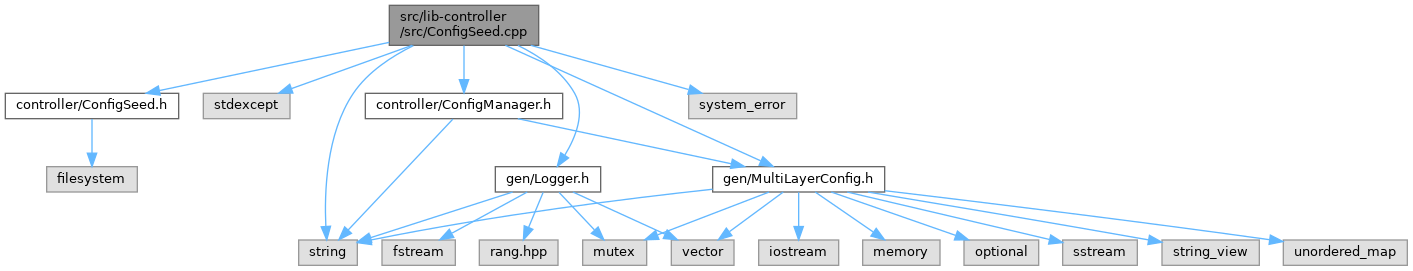 src/lib-controller
/src/ConfigSeed.cpp
controller/ConfigSeed.h
stdexcept
controller/ConfigManager.h
system_error
filesystem
gen/Logger.h
gen/MultiLayerConfig.h
string
fstream
rang.hpp
mutex
vector
iostream
memory
optional
sstream
string_view
unordered_map